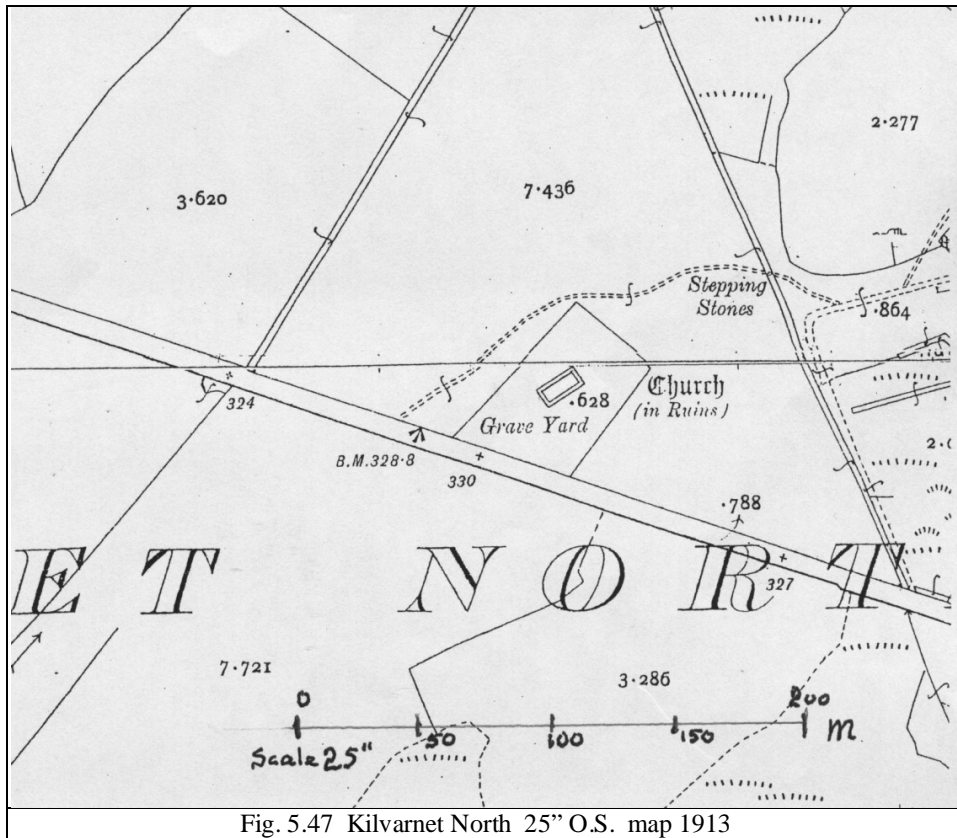 2·277
3·620
7·436
Stepping
Stones
·864
Church
(in Ruins)
·628
Grave Yard
324
B.M.328·8
330
·788
327
ET NORT
7·721
3·286
0
200
50
100
150
m
Scale 25"
Fig. 5.47 Kilvarnet North 25” O.S. map 1913